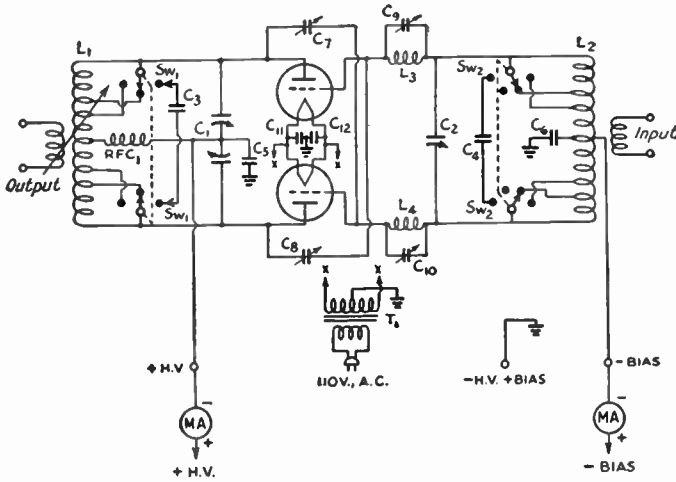 C9
C7
L1
L2
Sw1
L3
Sw2
C3
C11
C12
C1
C2
C6
C4
Input
RFC1
C5
Output
x
x
Sw1
L4
Sw2
C8
C10
x
x
T1
110V., A.C.
+ H.V.
-H.V. +BIAS
-BIAS
-
-
MA
MA
+
+
+ H.V.
- BIAS